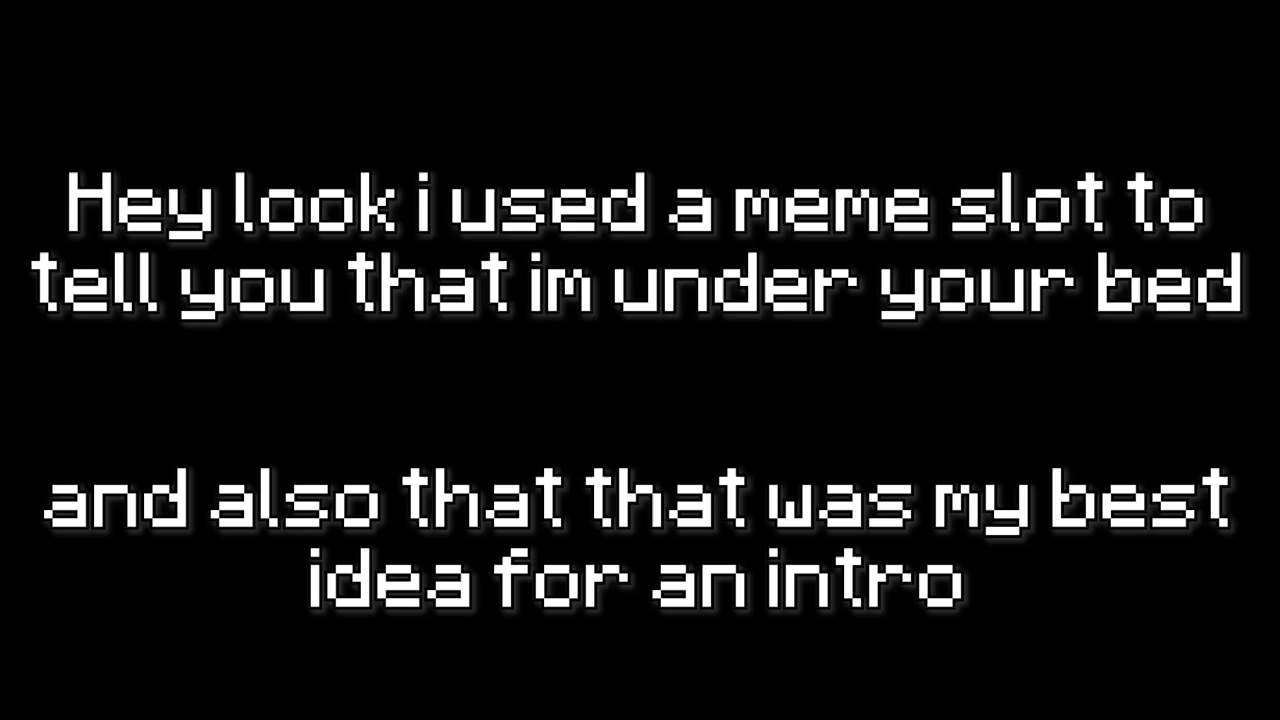 Hey look i used a meme slot to
tell you that im under your bed
and also that that was my best
idea for an intro